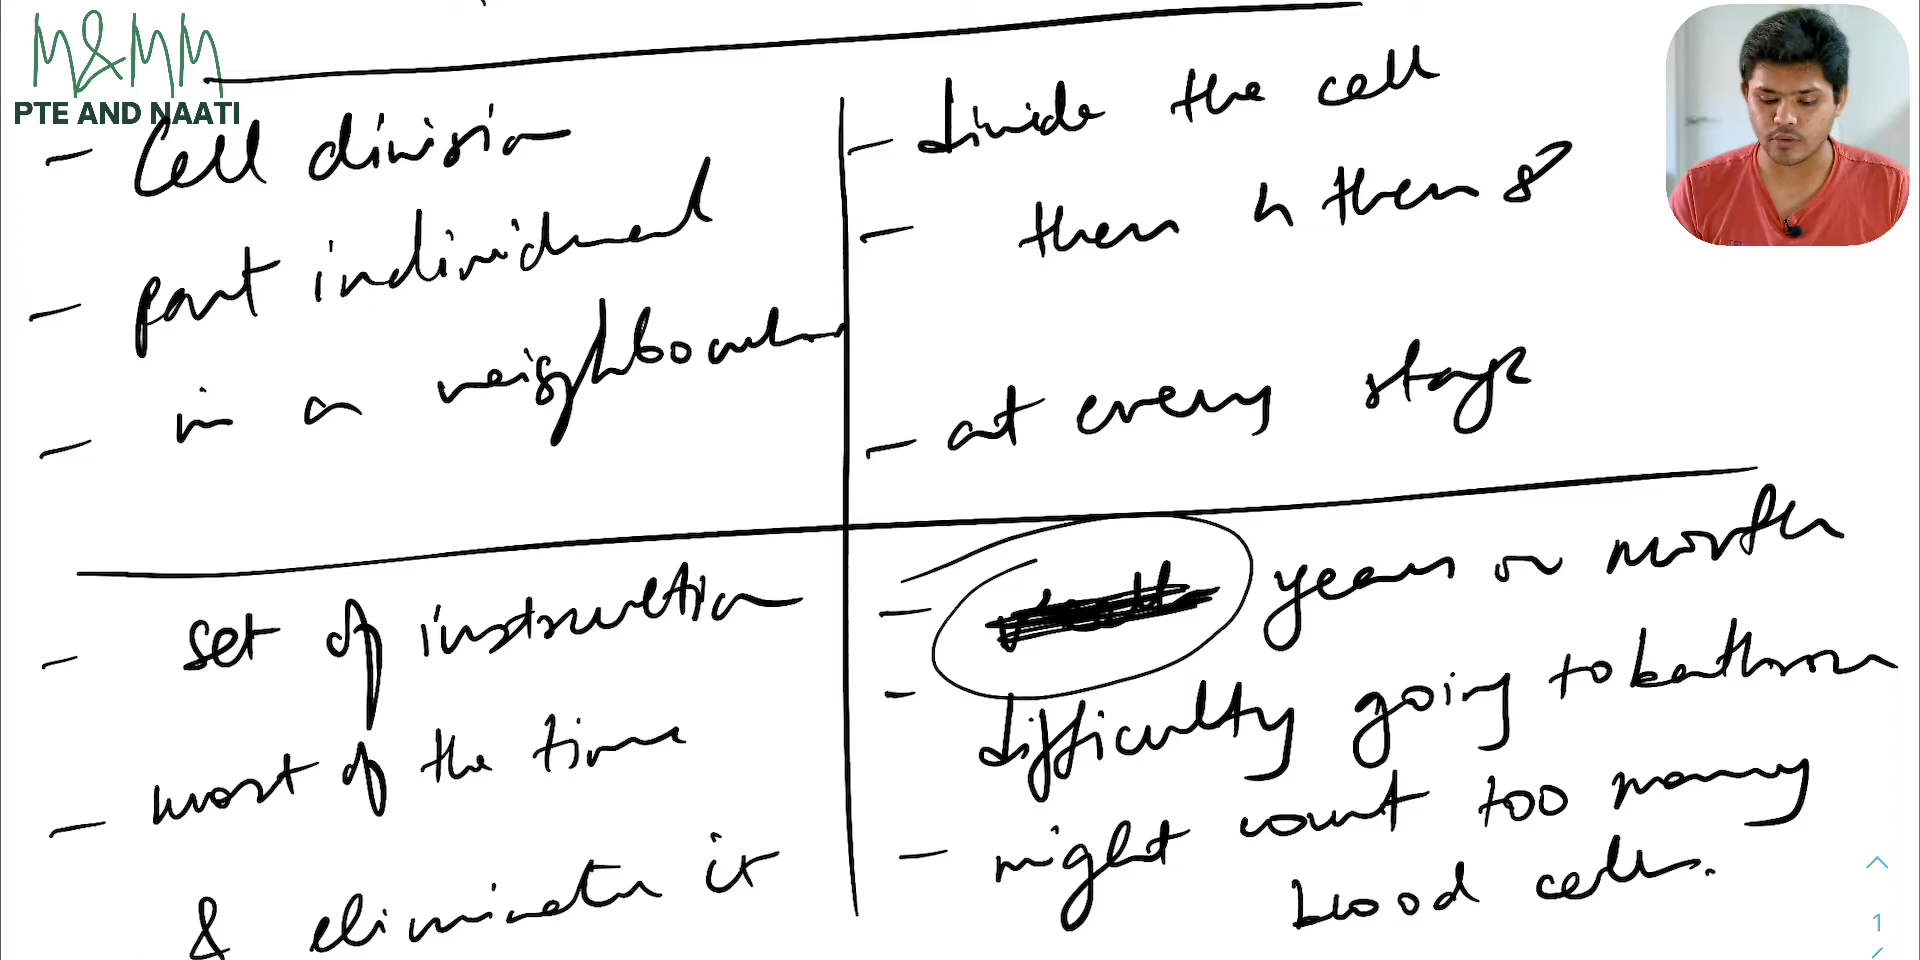 M&MM
PTE AND NAATI
- Cell division
- part individual
- in a neighbour
- divide the cell
- then 4 then 8
- at every stage
- set of instruction
- most of the time
& eliminate it
- years or month
- difficulty going to bathroom
- might count too many
blood cells.
1